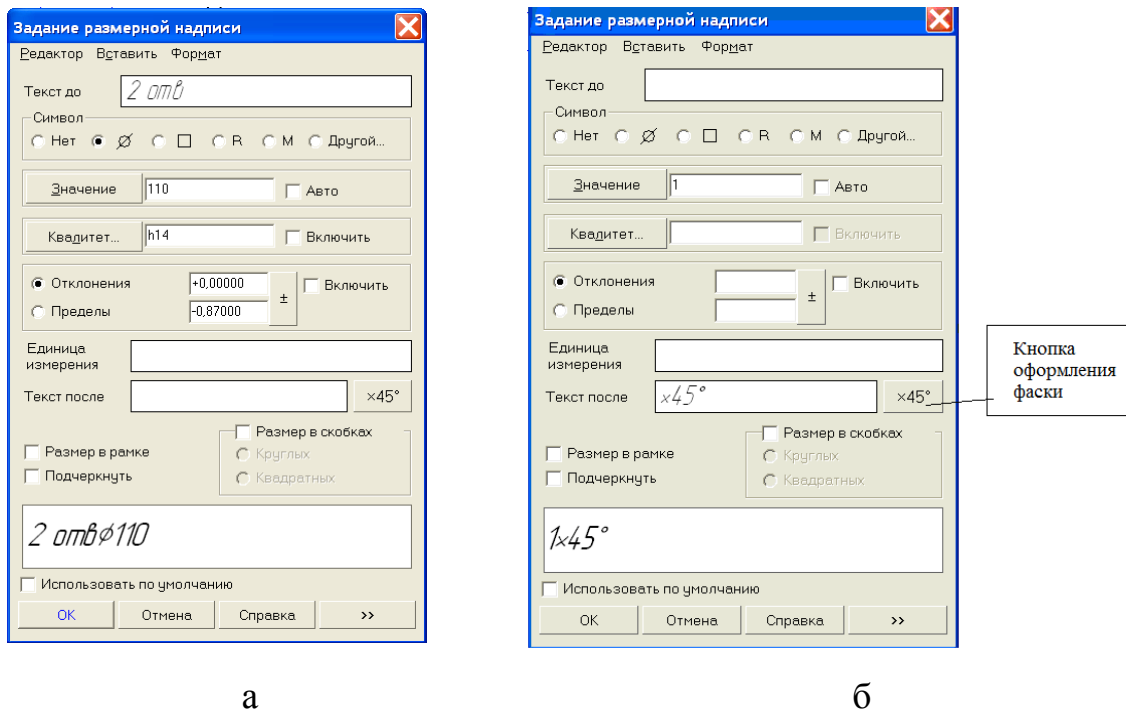 Задание размерной надписи
Редактор Вставить Формат
Текст до 2 отв
Символ
Нет Ø □ R M Другой...
Значение 110 Авто
Квалитет... h14 Включить
Отклонения +0,00000 ± Включить
Пределы -0,87000
Единица
измерения
Текст после ×45°
Размер в скобках
Размер в рамке Круглых
Подчеркнуть Квадратных
2 отвØ110
Использовать по умолчанию
OK Отмена Справка >>
а
Задание размерной надписи
Редактор Вставить Формат
Текст до
Символ
Нет Ø □ R M Другой...
Значение 1 Авто
Квалитет... Включить
Отклонения ± Включить
Пределы
Единица
измерения
Текст после ×45° ×45°
Размер в скобках
Размер в рамке Круглых
Подчеркнуть Квадратных
1×45°
Использовать по умолчанию
OK Отмена Справка >>
б
Кнопка
оформления
фаски